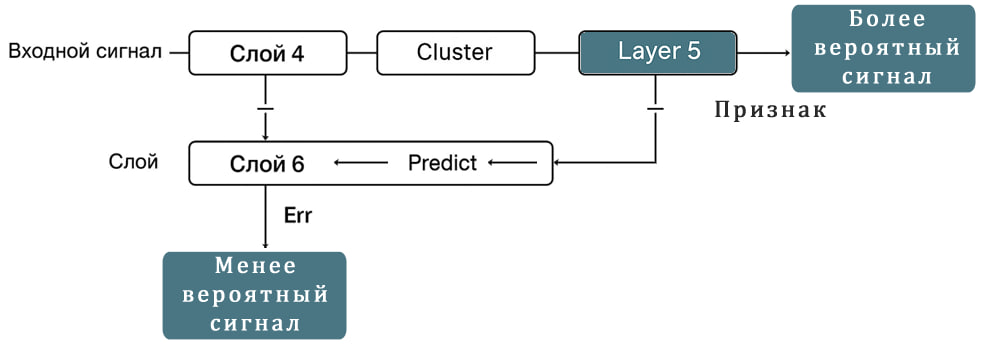 Входной сигнал
Слой 4
Cluster
Layer 5
Более
вероятный
сигнал
Признак
Слой
Слой 6
Predict
Err
Менее
вероятный
сигнал